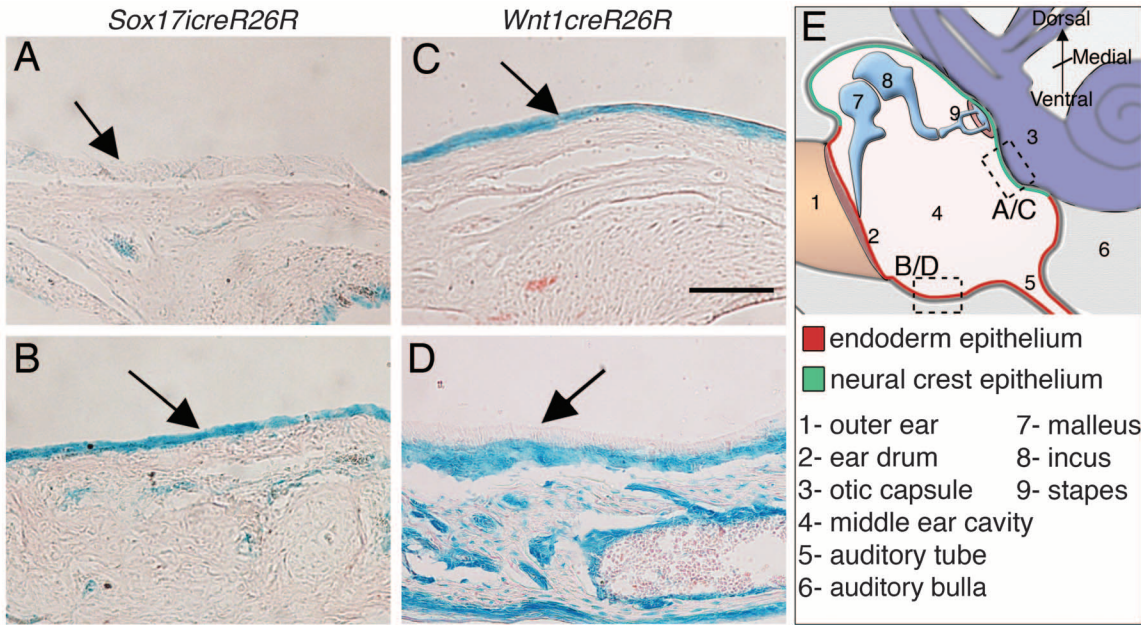 Sox17icreR26R
Wnt1creR26R
A
C
B
D
E
Dorsal
Medial
Ventral
8
7
9
3
1
4
A/C
2
B/D
6
5
endoderm epithelium
neural crest epithelium
1- outer ear
2- ear drum
3- otic capsule
4- middle ear cavity
5- auditory tube
6- auditory bulla
7- malleus
8- incus
9- stapes